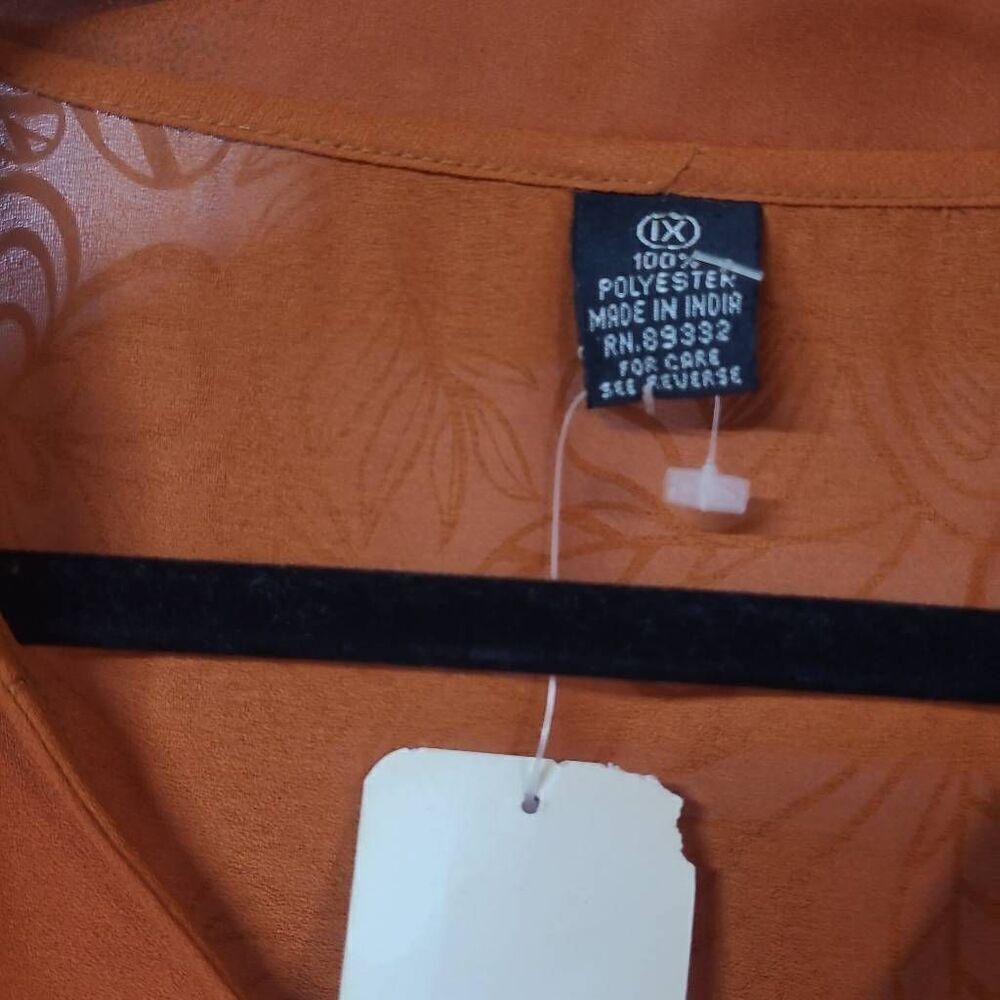 1X
100%
POLYESTER
MADE IN INDIA
RN.89332
FOR CARE
SEE REVERSE